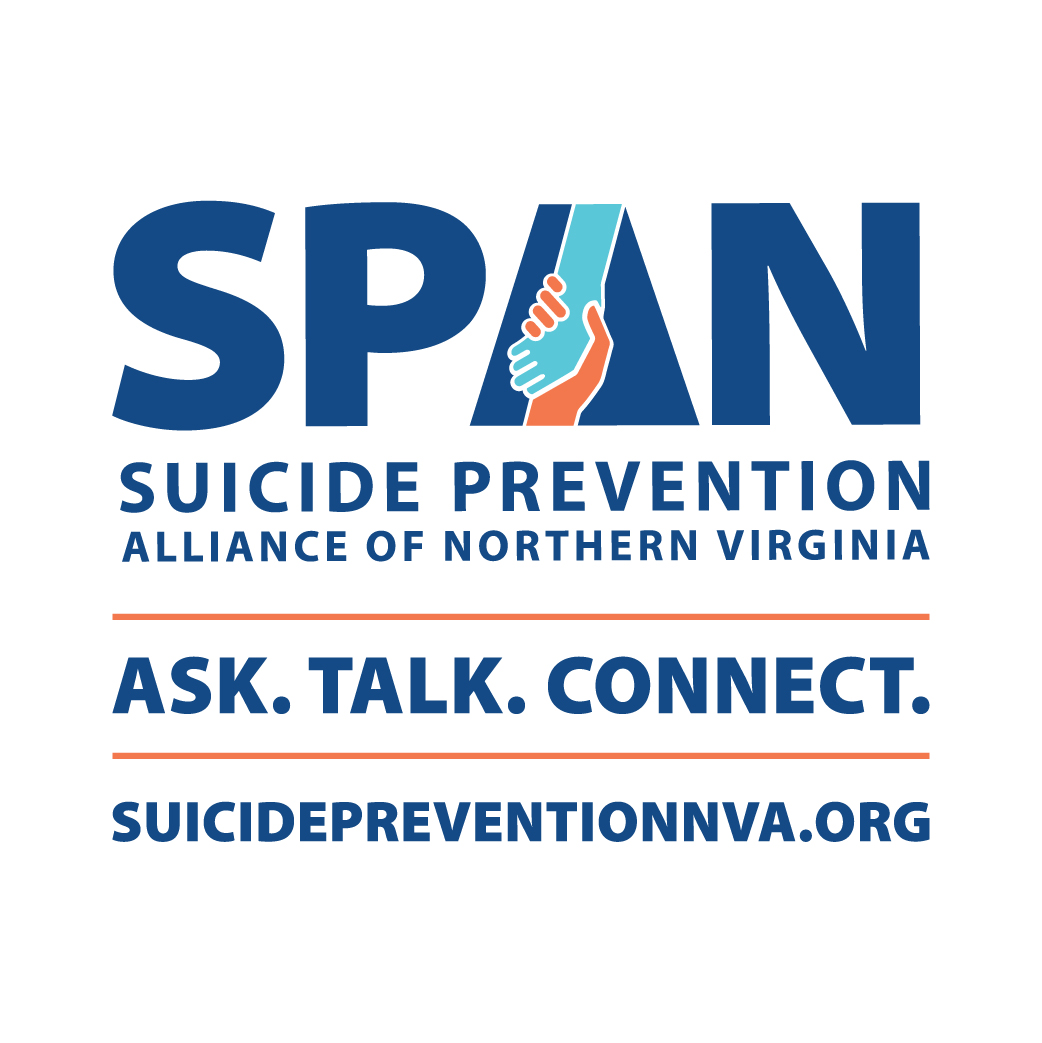 SPAN
SUICIDE PREVENTION
ALLIANCE OF NORTHERN VIRGINIA
ASK. TALK. CONNECT.
SUICIDEPREVENTIONNVA.ORG